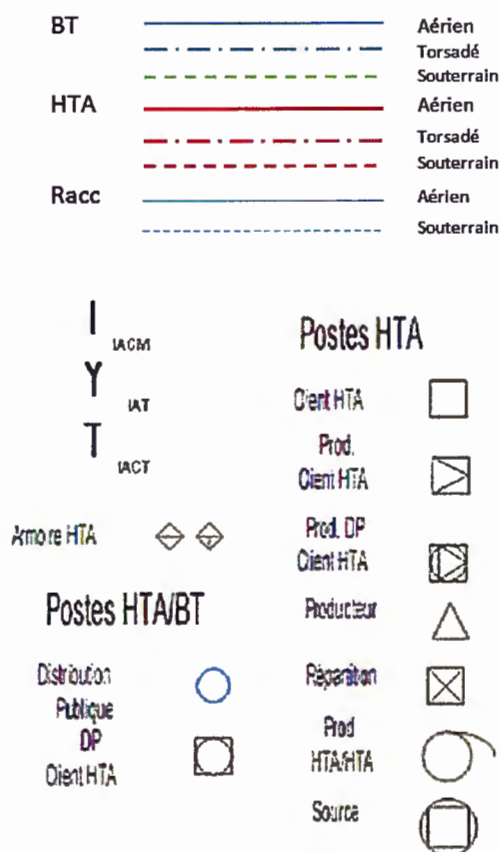 BT Aérien
Torsadé
Souterrain
HTA Aérien
Torsadé
Souterrain
Racc Aérien
Souterrain
I
IACM
Y
IAT
T
IACT
Armoire HTA
Postes HTA/BT
Distribution
Publique
DP
Client HTA
Postes HTA
Client HTA
Prod.
Client HTA
Prod. DP
Client HTA
Producteur
Répartition
Prod
HTA/HTA
Source